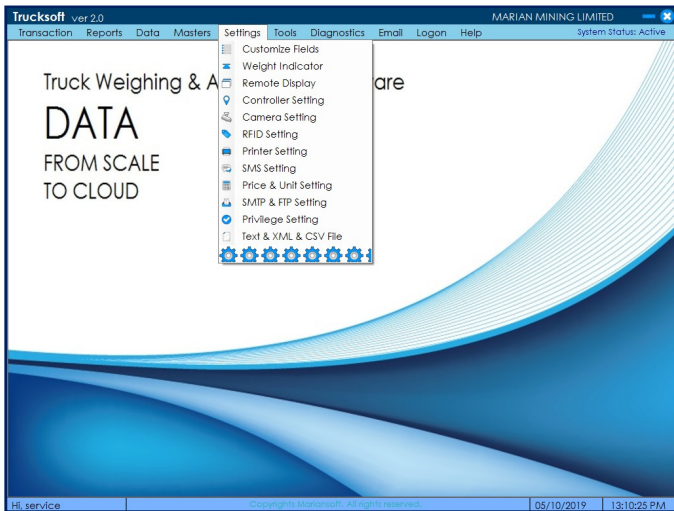 Trucksoft ver 2.0
MARIAN MINING LIMITED
Transaction Reports Data Masters Settings Tools Diagnostics Email Logon Help
System Status: Active
Customize Fields
Weight Indicator
Remote Display
Controller Setting
Camera Setting
RFID Setting
Printer Setting
SMS Setting
Price & Unit Setting
SMTP & FTP Setting
Privilege Setting
Text & XML & CSV File
Truck Weighing & A are
DATA
FROM SCALE
TO CLOUD
Hi, service
Copyrights Mariansoft. All rights reserved.
05/10/2019
13:10:25 PM